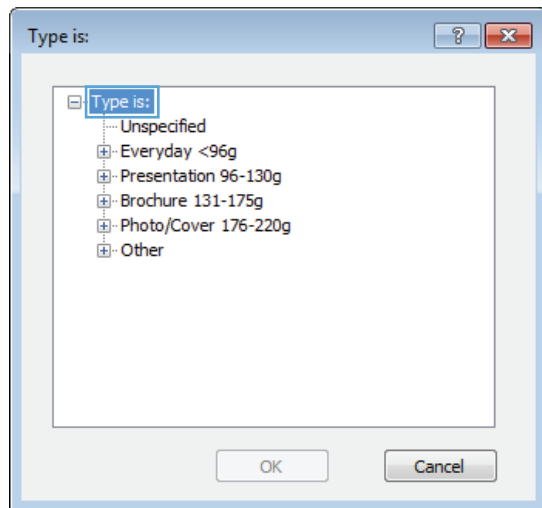 Type is:
Type is:
Unspecified
Everyday <96g
Presentation 96-130g
Brochure 131-175g
Photo/Cover 176-220g
Other
OK Cancel